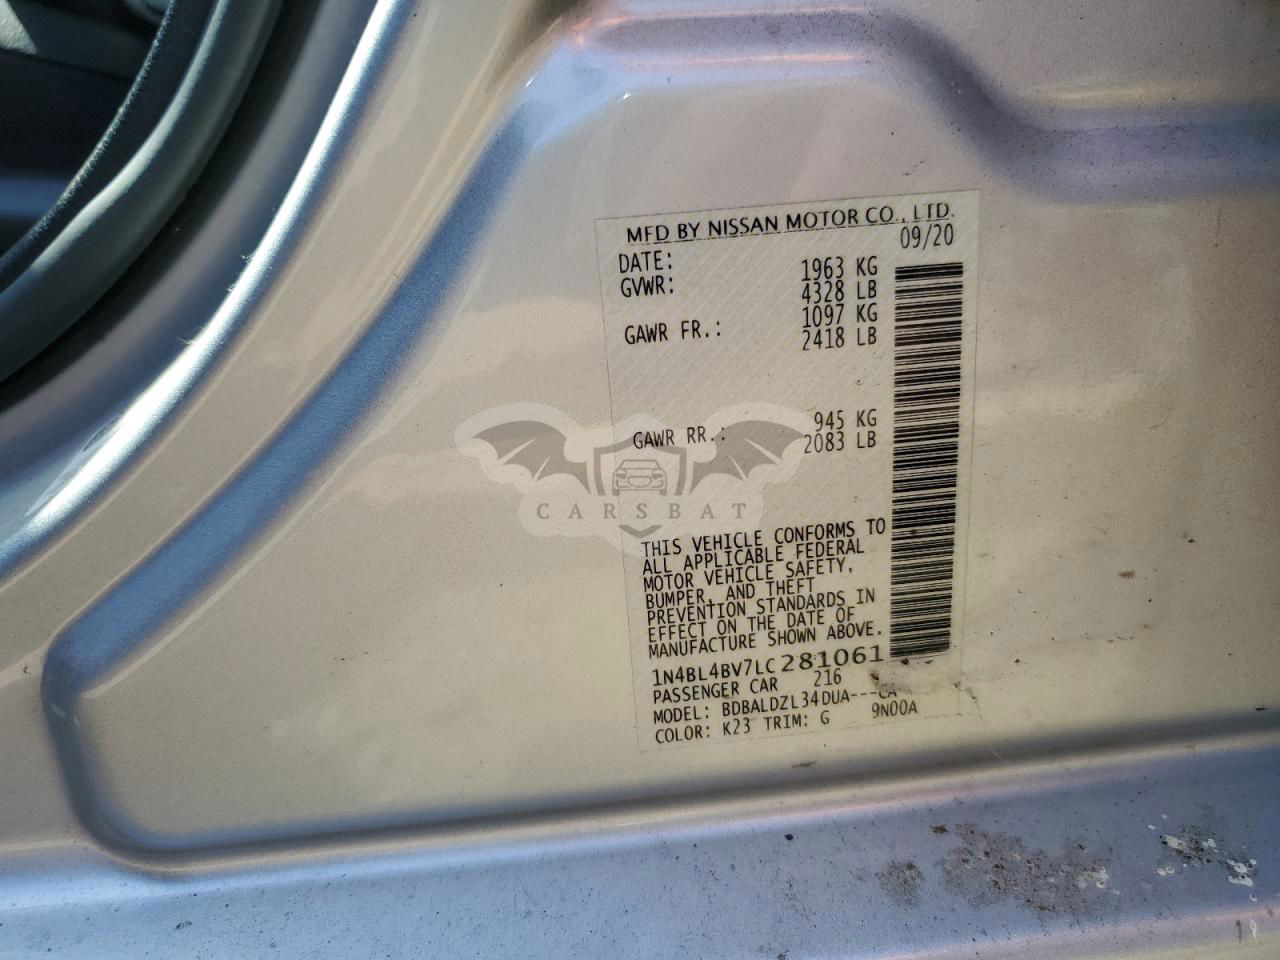 MFD BY NISSAN MOTOR CO., LTD.
DATE: 09/20
GVWR: 1963 KG
4328 LB
GAWR FR.: 1097 KG
2418 LB
GAWR RR.: 945 KG
2083 LB
CARSBAT
THIS VEHICLE CONFORMS TO
ALL APPLICABLE FEDERAL
MOTOR VEHICLE SAFETY,
BUMPER, AND THEFT
PREVENTION STANDARDS IN
EFFECT ON THE DATE OF
MANUFACTURE SHOWN ABOVE.
1N4BL4BV7LC281061
PASSENGER CAR 216
MODEL: BDBALDZL34DUA---CA
COLOR: K23 TRIM: G 9N00A